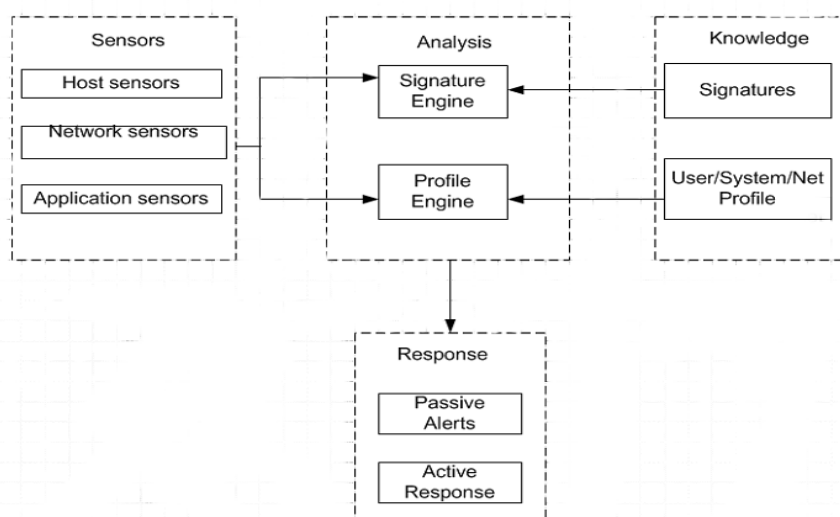 Sensors
Host sensors
Network sensors
Application sensors
Analysis
Signature
Engine
Profile
Engine
Knowledge
Signatures
User/System/Net
Profile
Response
Passive
Alerts
Active
Response